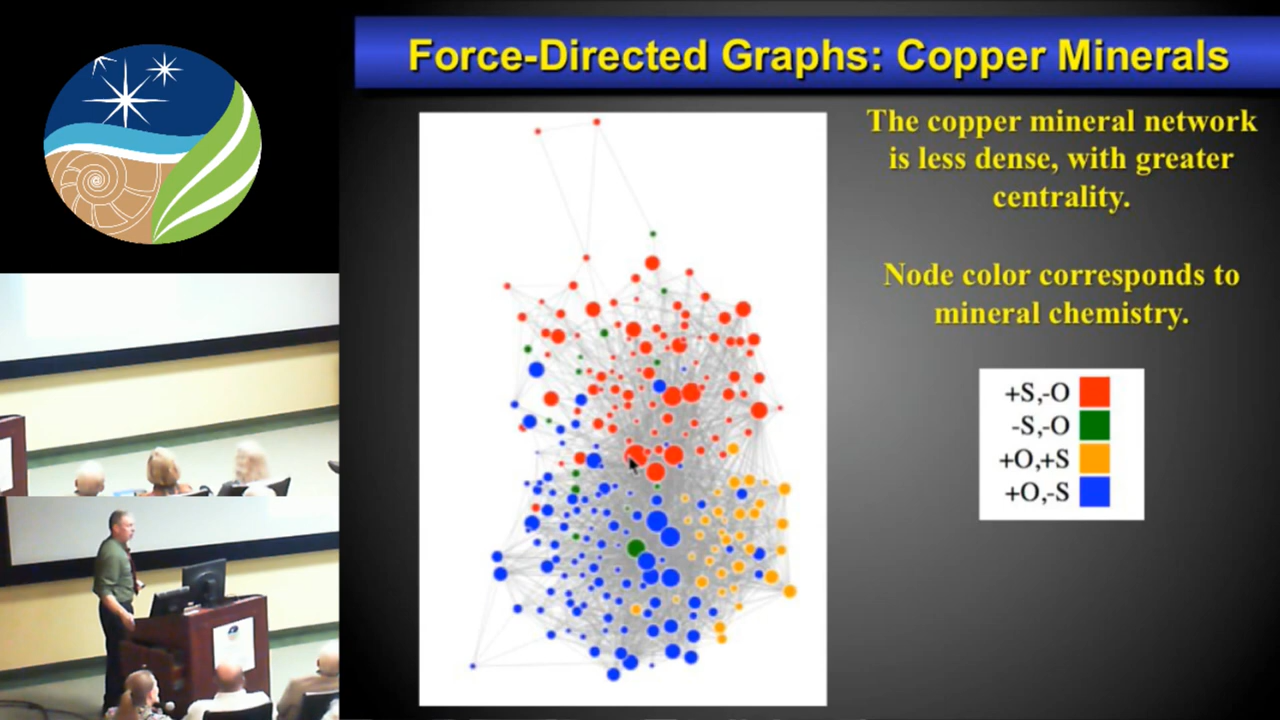 Force-Directed Graphs: Copper Minerals
The copper mineral network
is less dense, with greater
centrality.
Node color corresponds to
mineral chemistry.
+S,-O
-S,-O
+O,+S
+O,-S